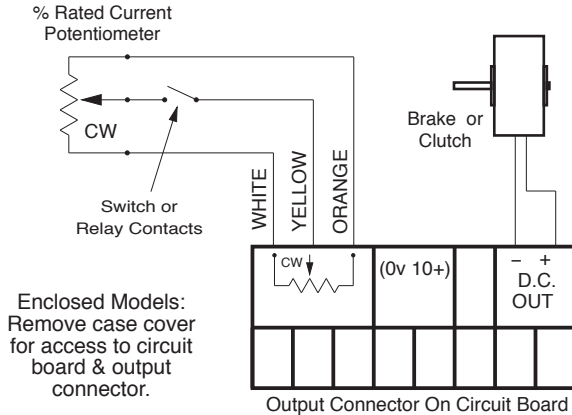 % Rated Current
Potentiometer
CW
Switch or
Relay Contacts
WHITE
YELLOW
ORANGE
Brake or
Clutch
CW
(0v 10+)
– +
D.C.
OUT
Enclosed Models:
Remove case cover
for access to circuit
board & output
connector.
Output Connector On Circuit Board